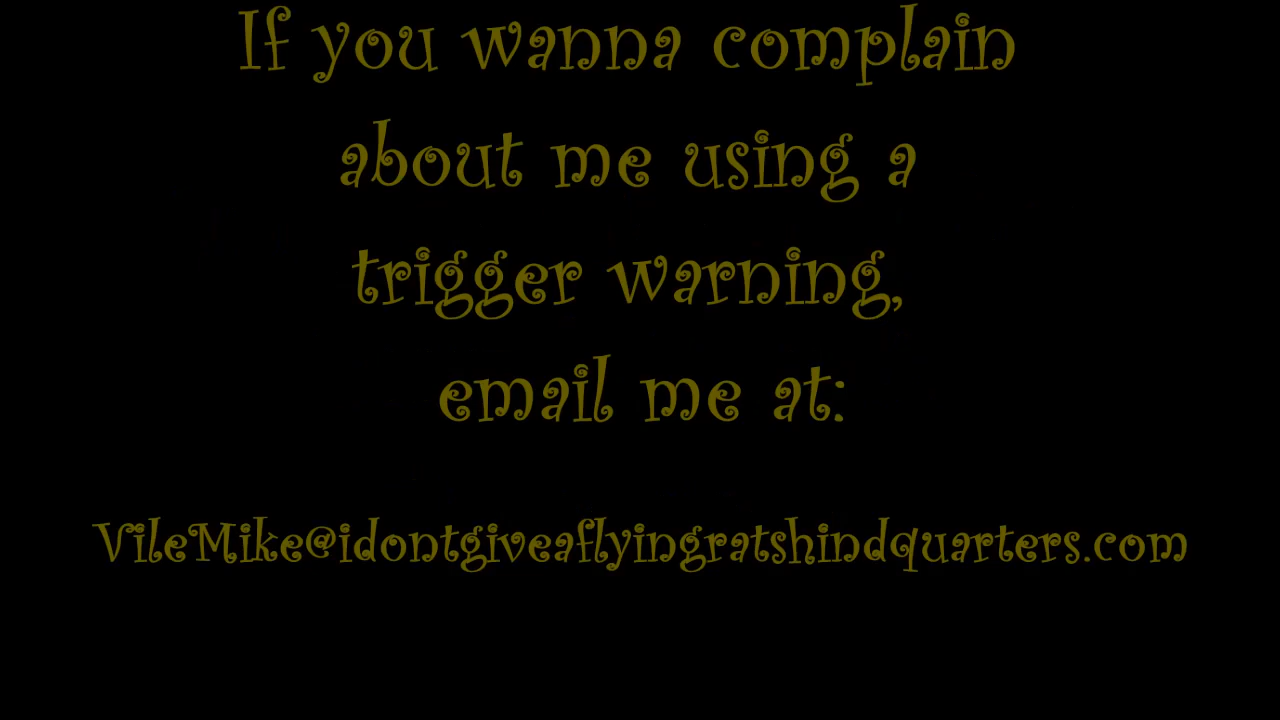 If you wanna complain
about me using a
trigger warning,
email me at:
VileMike@idontgiveaflyingratshindquarters.com